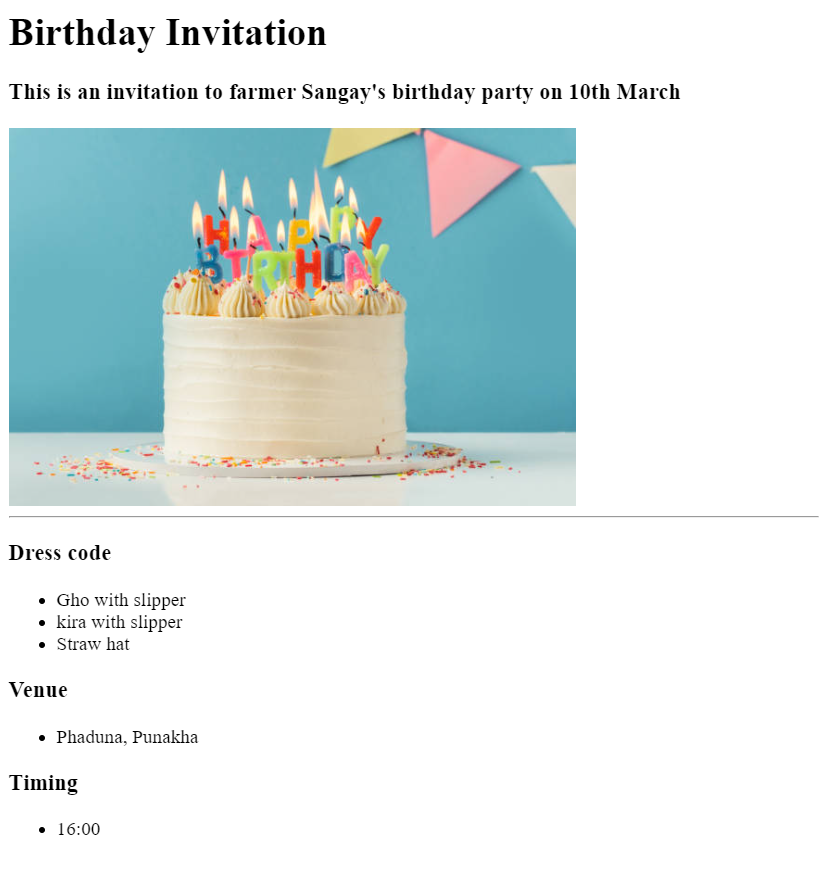 Birthday Invitation
This is an invitation to farmer Sangay's birthday party on 10th March
HAPPY
BIRTHDAY
Dress code
Gho with slipper
kira with slipper
Straw hat
Venue
Phaduna, Punakha
Timing
16:00